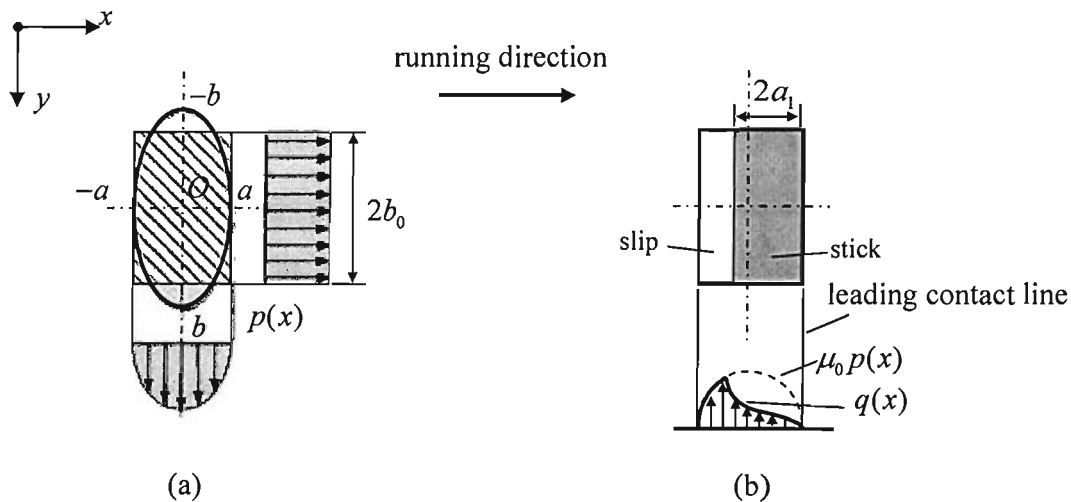 x
y
running direction
-b
-a
O
a
2b₀
b
p(x)
(a)
2a₁
slip
stick
leading contact line
μ₀p(x)
q(x)
(b)